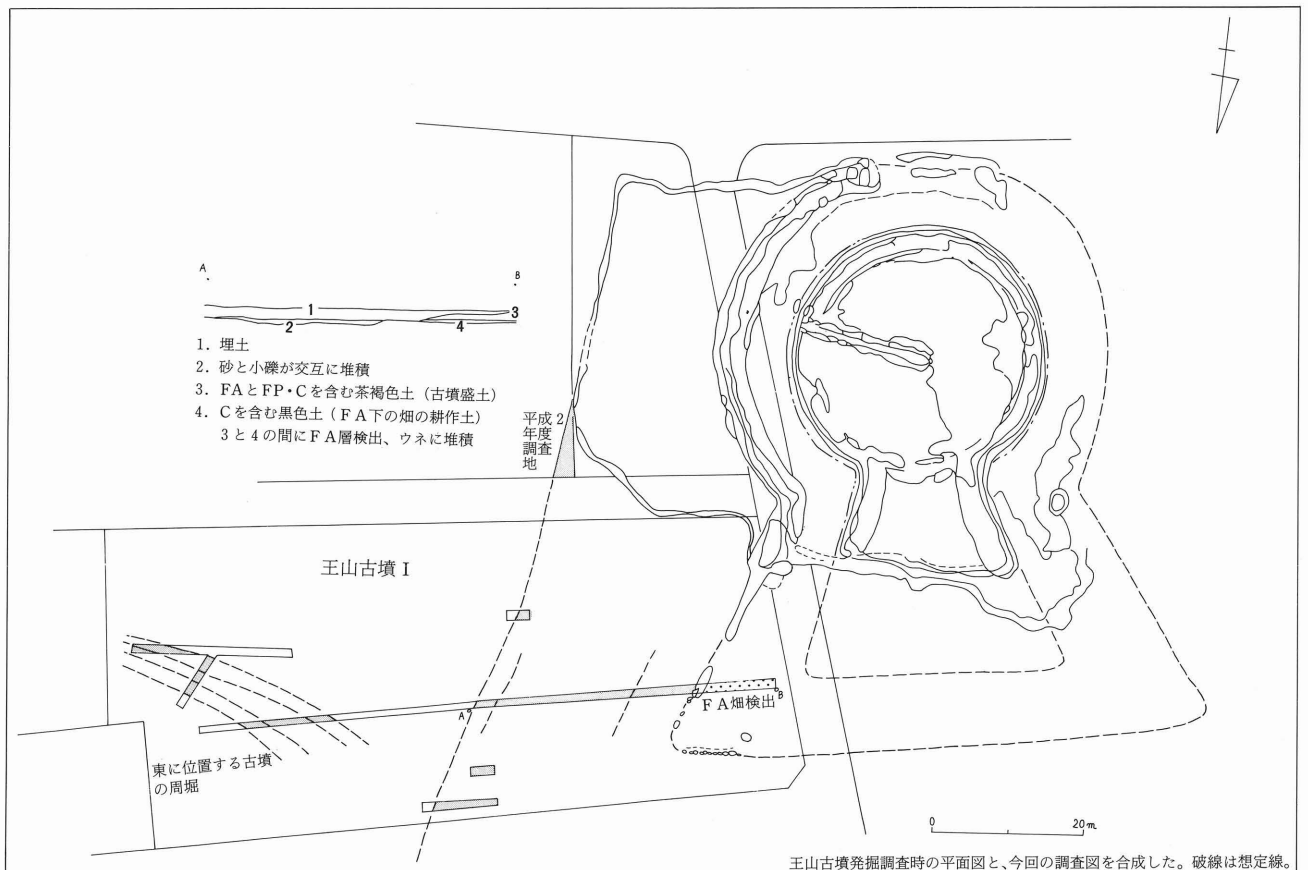 A
B
1
3
2
4
1. 埋土
2. 砂と小礫が交互に堆積
3. FAとFP・Cを含む茶褐色土（古墳盛土）
4. Cを含む黒色土（FA下の畑の耕作土）
3と4の間にFA層検出、ウネに堆積
平成2
年度
調査
地
王山古墳Ⅰ
A
B
FA畑検出
東に位置する古墳
の周堀
0
20m
王山古墳発掘調査時の平面図と、今回の調査図を合成した。破線は想定線。